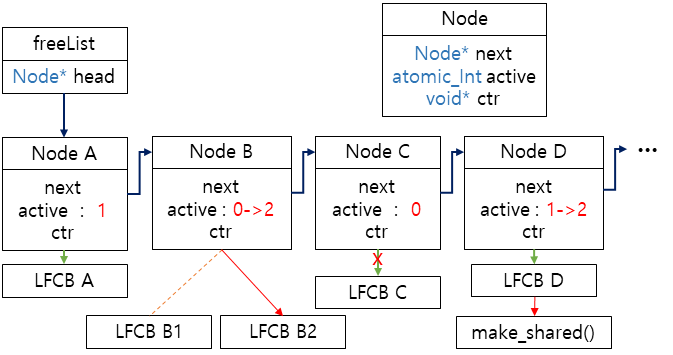 freeList
Node* head
Node
Node* next
atomic_Int active
void* ctr
Node A
next
active : 1
ctr
Node B
next
active : 0->2
ctr
Node C
next
active : 0
ctr
Node D
next
active : 1->2
ctr
...
X
LFCB A
LFCB B1
LFCB B2
LFCB C
LFCB D
make_shared()